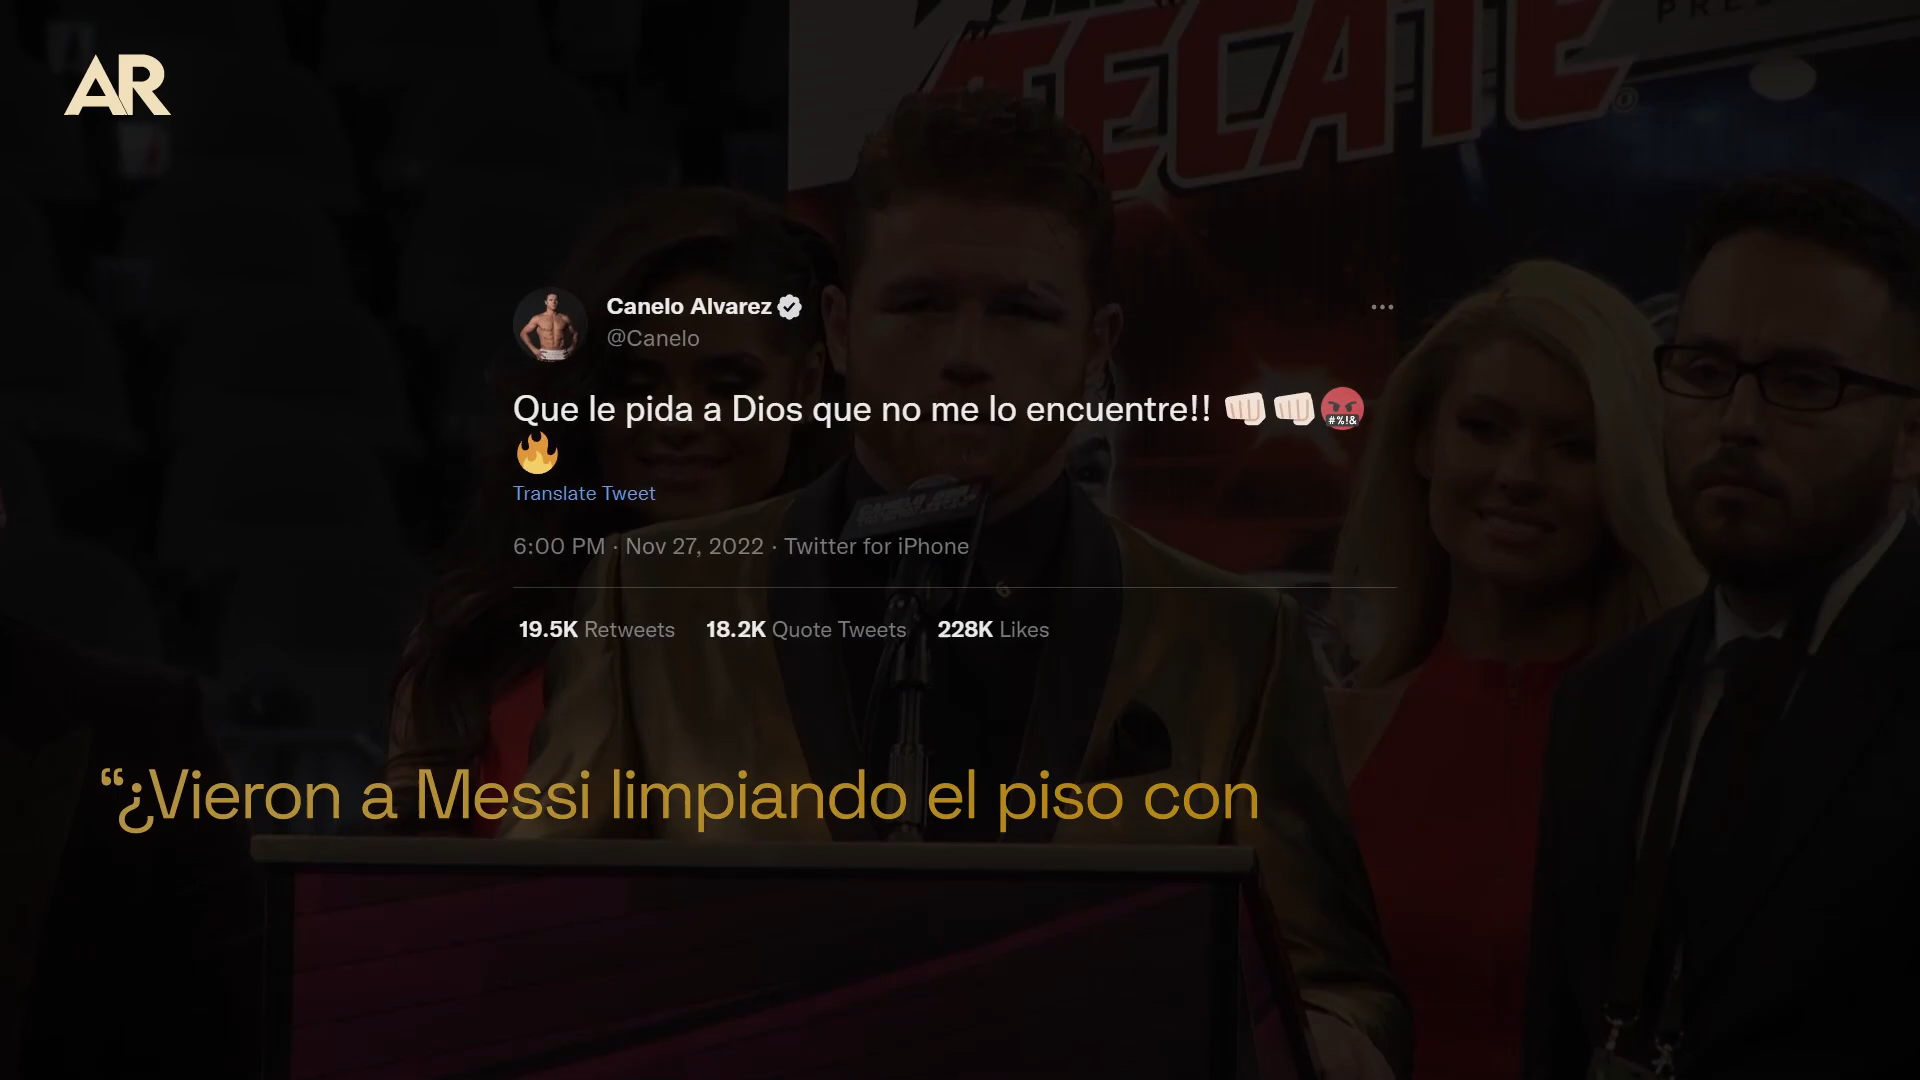 AR
TECATE
PRE
Canelo Alvarez
@Canelo
Que le pida a Dios que no me lo encuentre!! 👊🏻👊🏻🤬
🔥
Translate Tweet
6:00 PM · Nov 27, 2022 · Twitter for iPhone
19.5K Retweets 18.2K Quote Tweets 228K Likes
“¿Vieron a Messi limpiando el piso con